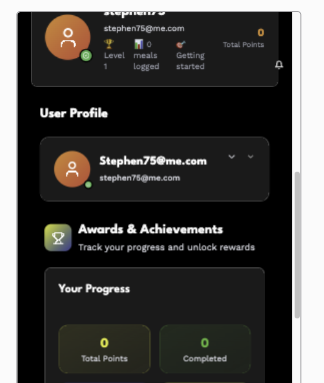 stephen75
stephen75@me.com
0
Total Points
🏆 📊 0 🎯
Level meals Getting
1 logged started
User Profile
Stephen75@me.com
stephen75@me.com
Awards & Achievements
Track your progress and unlock rewards
Your Progress
0 0
Total Points Completed